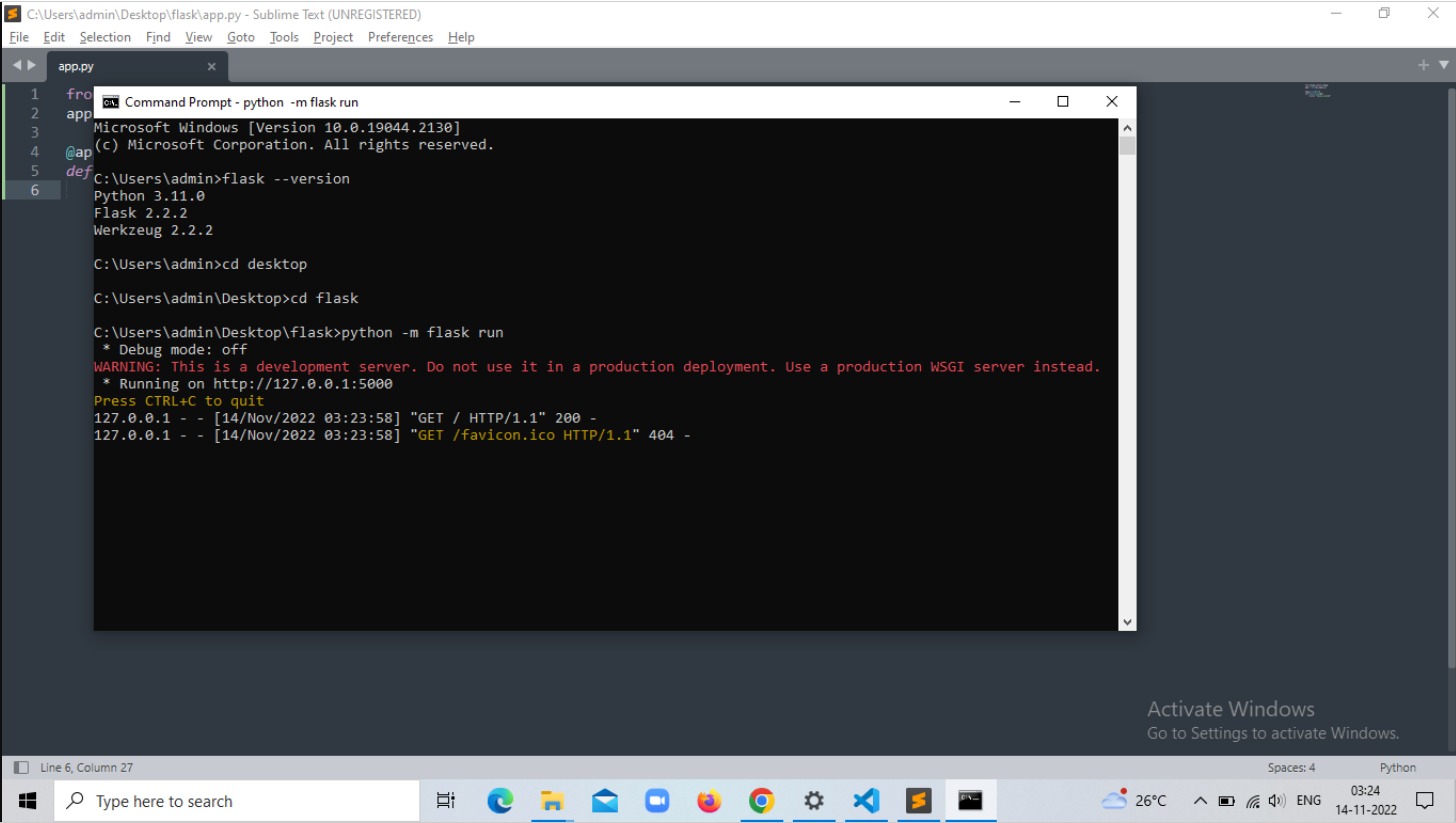 C:\Users\admin\Desktop\flask\app.py - Sublime Text (UNREGISTERED)
File Edit Selection Find View Goto Tools Project Preferences Help
app.py
1 fro
2 app
3
4 @ap
5 def
6
Command Prompt - python -m flask run
Microsoft Windows [Version 10.0.19044.2130]
(c) Microsoft Corporation. All rights reserved.
C:\Users\admin>flask --version
Python 3.11.0
Flask 2.2.2
Werkzeug 2.2.2
C:\Users\admin>cd desktop
C:\Users\admin\Desktop>cd flask
C:\Users\admin\Desktop\flask>python -m flask run
* Debug mode: off
WARNING: This is a development server. Do not use it in a production deployment. Use a production WSGI server instead.
* Running on http://127.0.0.1:5000
Press CTRL+C to quit
127.0.0.1 - - [14/Nov/2022 03:23:58] "GET / HTTP/1.1" 200 -
127.0.0.1 - - [14/Nov/2022 03:23:58] "GET /favicon.ico HTTP/1.1" 404 -
Activate Windows
Go to Settings to activate Windows.
Line 6, Column 27 Spaces: 4 Python
Type here to search 26°C ENG 03:24
14-11-2022